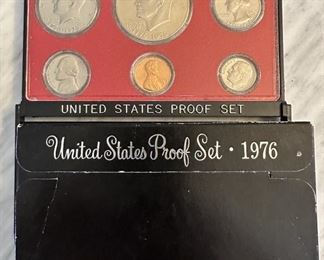 UNITED STATES PROOF SET
United States Proof Set · 1976